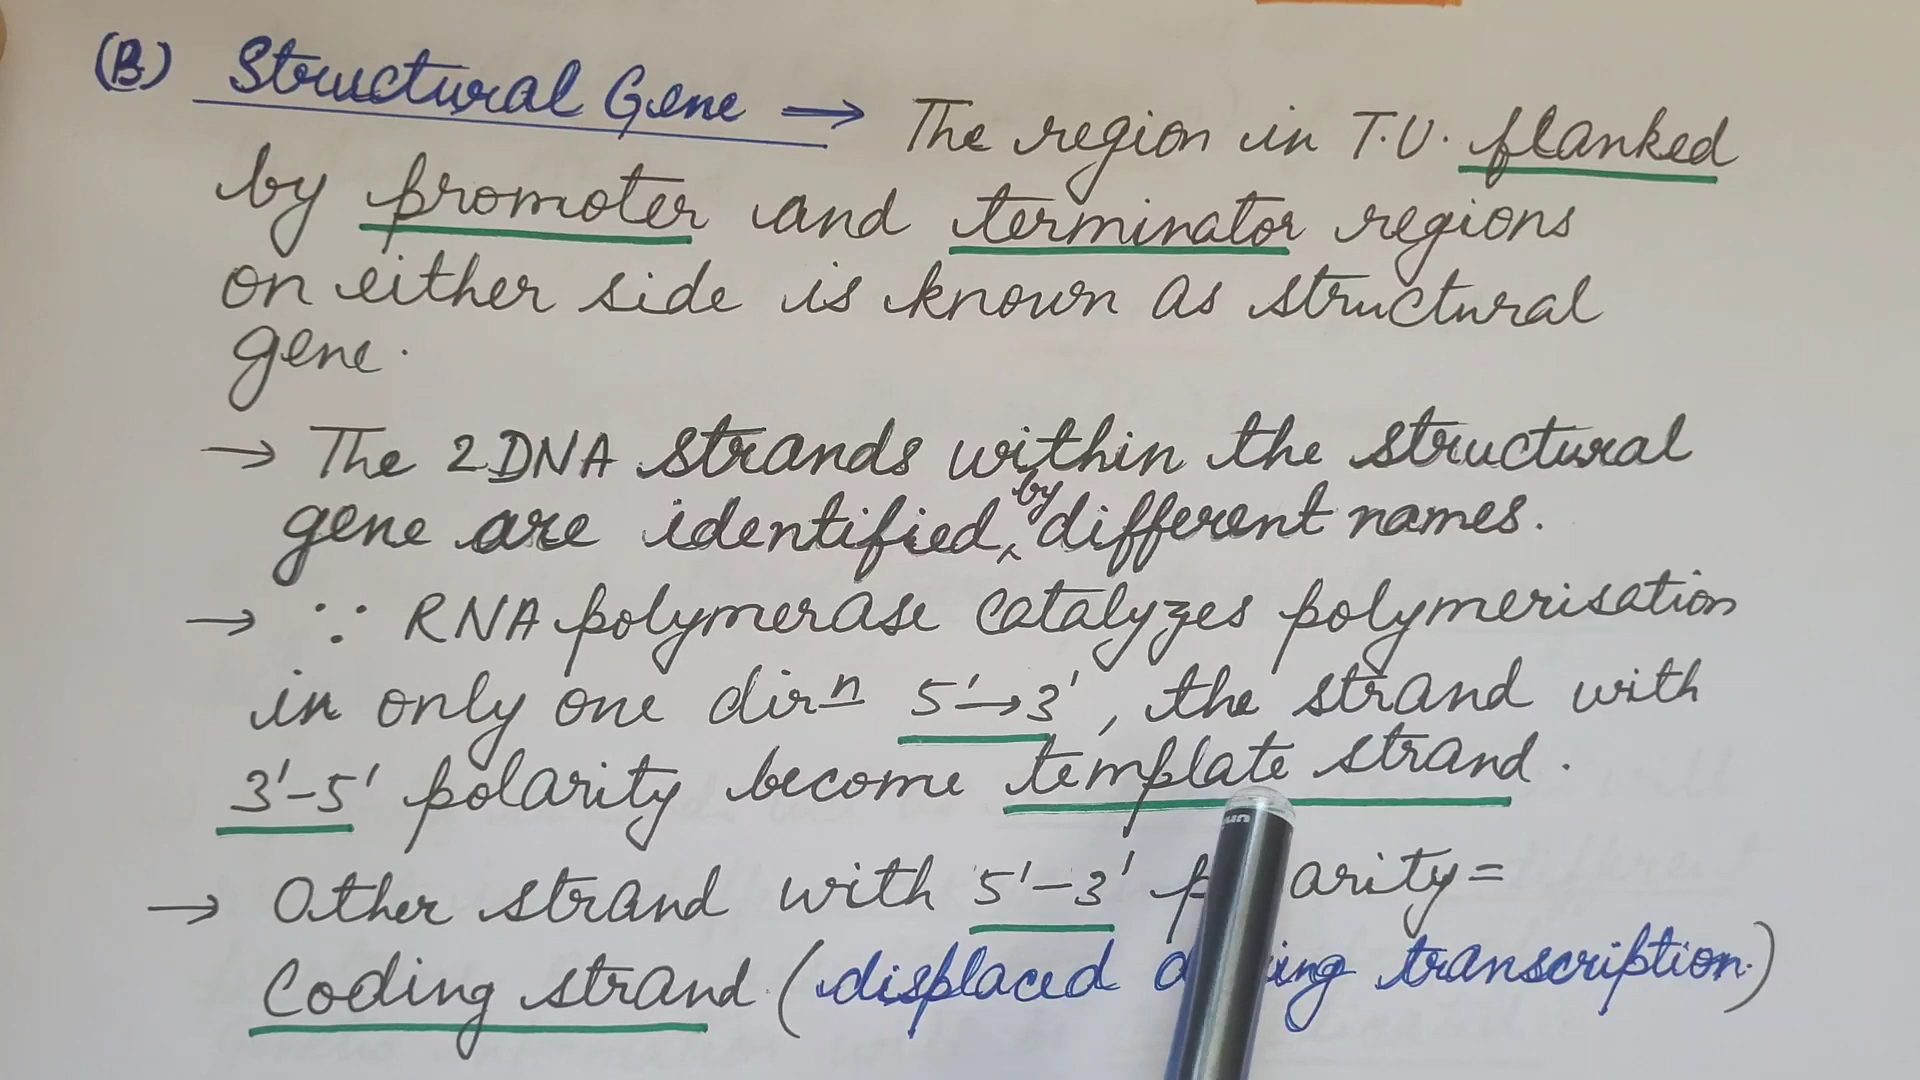 (B) Structural Gene → The region in T.U. flanked
by promoter and terminator regions
on either side is known as structural
gene.
→ The 2 DNA strands within the structural
gene are identified by different names.
→ ∵ RNA polymerase catalyzes polymerisation
in only one dirn 5'→3', the strand with
3'-5' polarity become template strand.
→ Other strand with 5'-3' =
Coding strand (displaced transcription.)